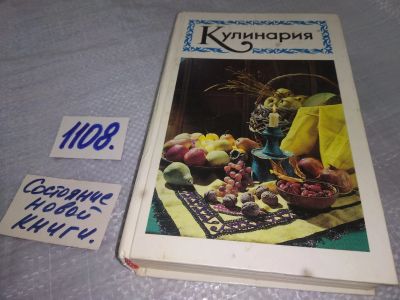 Кулинария
1108.
Состояние
новой
книги.